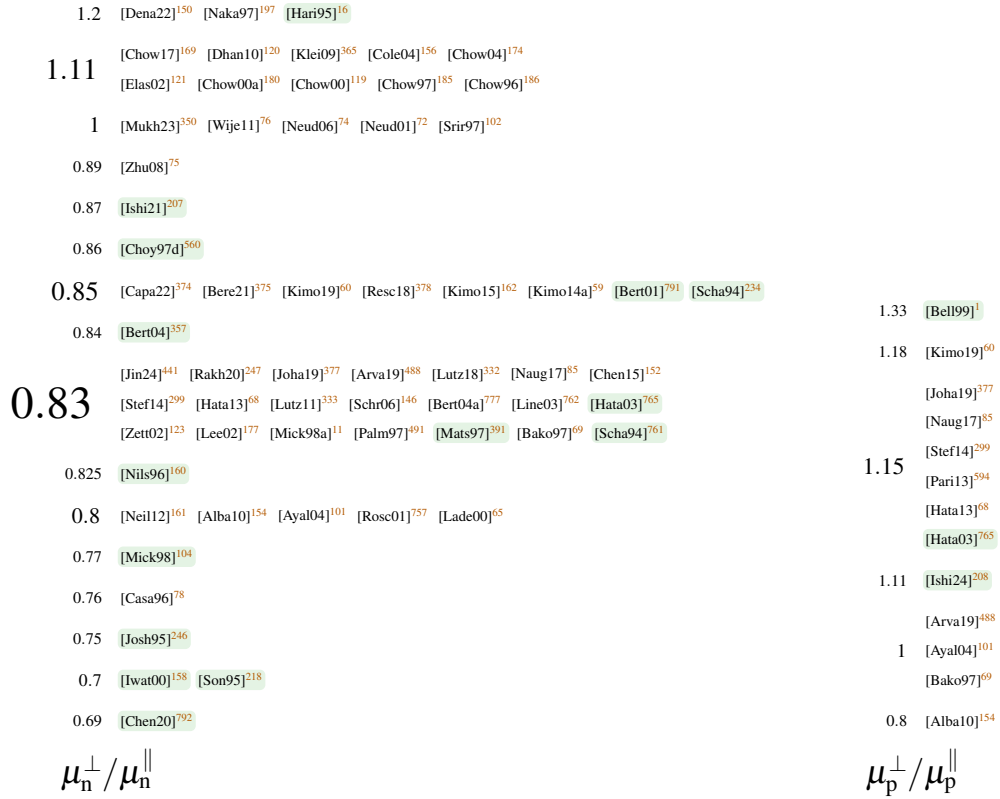 1.2 [Dena22]150 [Naka97]197 [Hari95]16
1.11 [Chow17]169 [Dhan10]120 [Klei09]365 [Cole04]156 [Chow04]174
[Elas02]121 [Chow00a]180 [Chow00]119 [Chow97]185 [Chow96]186
1 [Mukh23]350 [Wije11]76 [Neud06]74 [Neud01]72 [Srir97]102
0.89 [Zhu08]75
0.87 [Ishi21]207
0.86 [Choy97d]560
0.85 [Capa22]374 [Bere21]375 [Kimo19]60 [Resc18]378 [Kimo15]162 [Kimo14a]59 [Bert01]791 [Scha94]234
0.84 [Bert04]357
0.83 [Jin24]441 [Rakh20]247 [Joha19]377 [Arva19]488 [Lutz18]332 [Naug17]85 [Chen15]152
[Stef14]299 [Hata13]68 [Lutz11]333 [Schr06]146 [Bert04a]777 [Line03]762 [Hata03]765
[Zett02]123 [Lee02]177 [Mick98a]11 [Palm97]491 [Mats97]391 [Bako97]69 [Scha94]761
0.825 [Nils96]160
0.8 [Neil12]161 [Alba10]154 [Ayal04]101 [Rosc01]757 [Lade00]65
0.77 [Mick98]104
0.76 [Casa96]78
0.75 [Josh95]246
0.7 [Iwat00]158 [Son95]218
0.69 [Chen20]792
μn⊥/μn∥
1.33 [Bell99]1
1.18 [Kimo19]60
[Joha19]377
[Naug17]85
[Stef14]299
1.15 [Pari13]594
[Hata13]68
[Hata03]765
1.11 [Ishi24]208
[Arva19]488
1 [Ayal04]101
[Bako97]69
0.8 [Alba10]154
μp⊥/μp∥